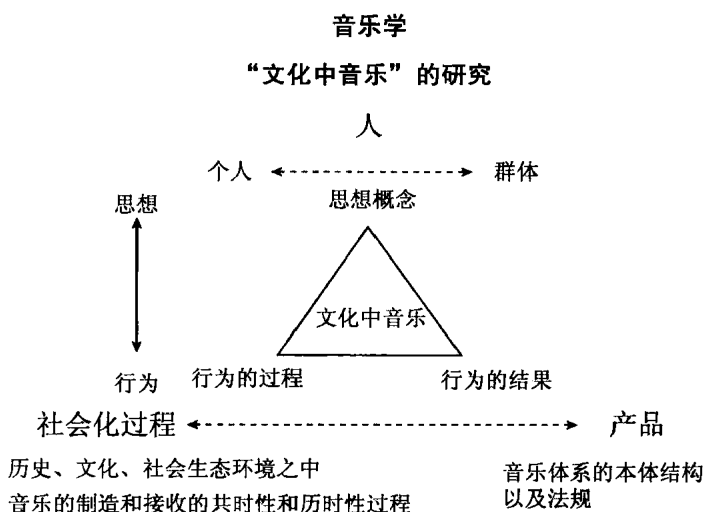 音乐学
“文化中音乐”的研究
人
个人 群体
思想 思想概念
文化中音乐
行为 行为的过程 行为的结果
社会化过程 产品
历史、文化、社会生态环境之中
音乐的制造和接收的共时性和历时性过程
音乐体系的本体结构
以及法规